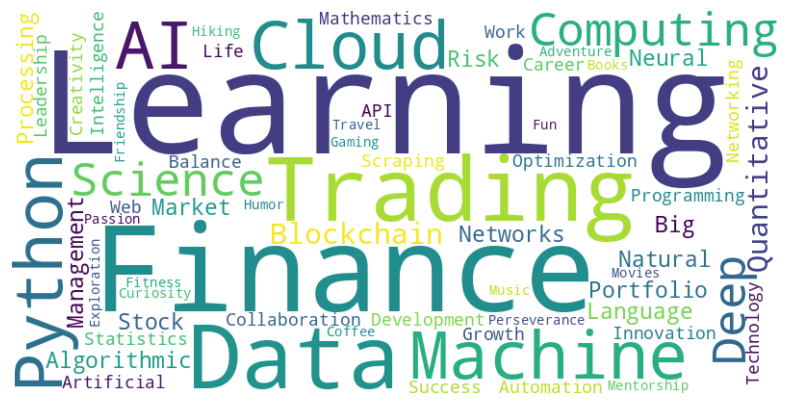 Learning
Finance
Trading
Data
Machine
Python
Cloud
AI
Computing
Science
Deep
Quantitative
Blockchain
Processing
Leadership
Creativity
Intelligence
Friendship
Hiking
Life
Mathematics
Risk
Work
Career
Adventure
Books
Neural
Networking
API
Travel
Gaming
Fun
Balance
Scraping
Optimization
Programming
Web
Market
Humor
Passion
Management
Exploration
Networks
Big
Natural
Movies
Portfolio
Language
Innovation
Technology
Fitness
Curiosity
Music
Stock
Collaboration
Coffee
Development
Perseverance
Growth
Statistics
Algorithmic
Artificial
Success
Automation
Mentorship